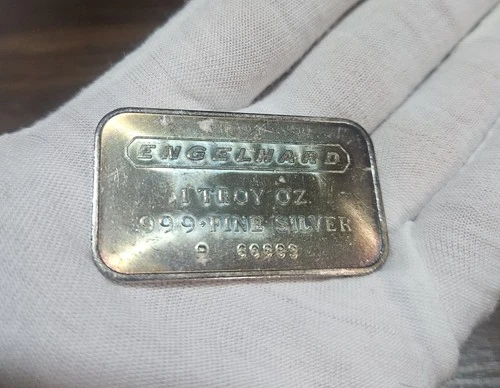 ENGELHARD
1 TROY OZ.
999+ FINE SILVER